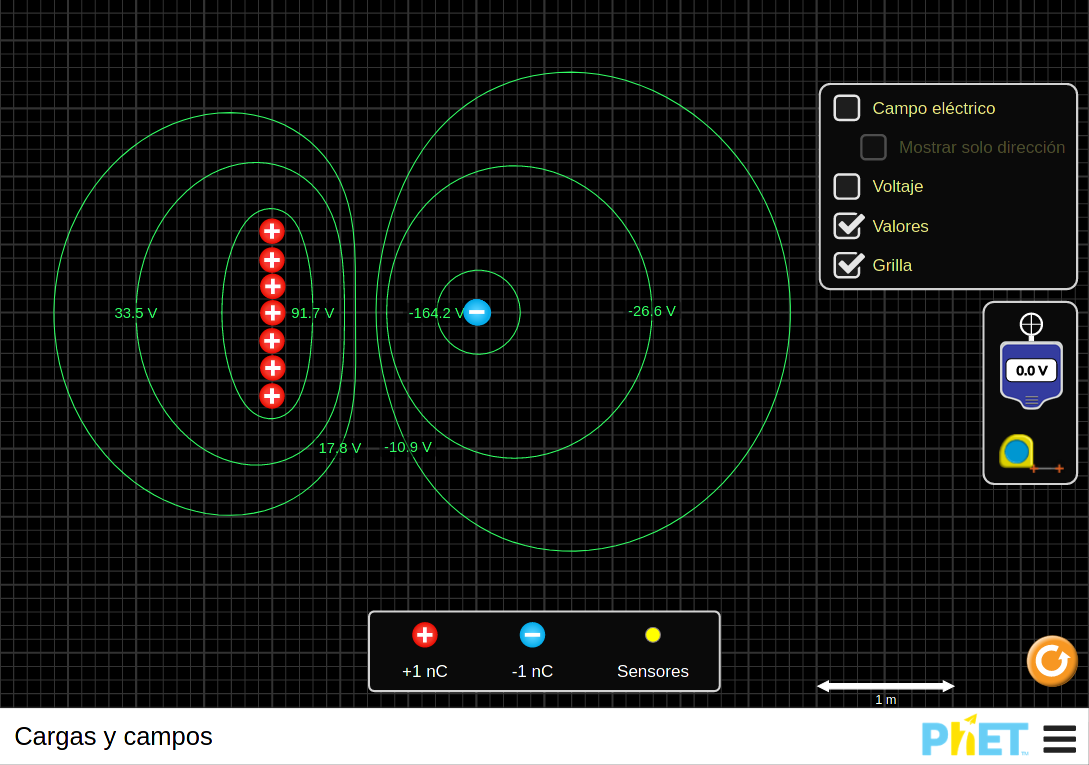 Campo eléctrico
Mostrar solo dirección
Voltaje
Valores
Grilla
33.5 V
91.7 V
-164.2 V
-26.6 V
0.0 V
17.8 V
-10.9 V
+1 nC
-1 nC
Sensores
1 m
Cargas y campos
PhET